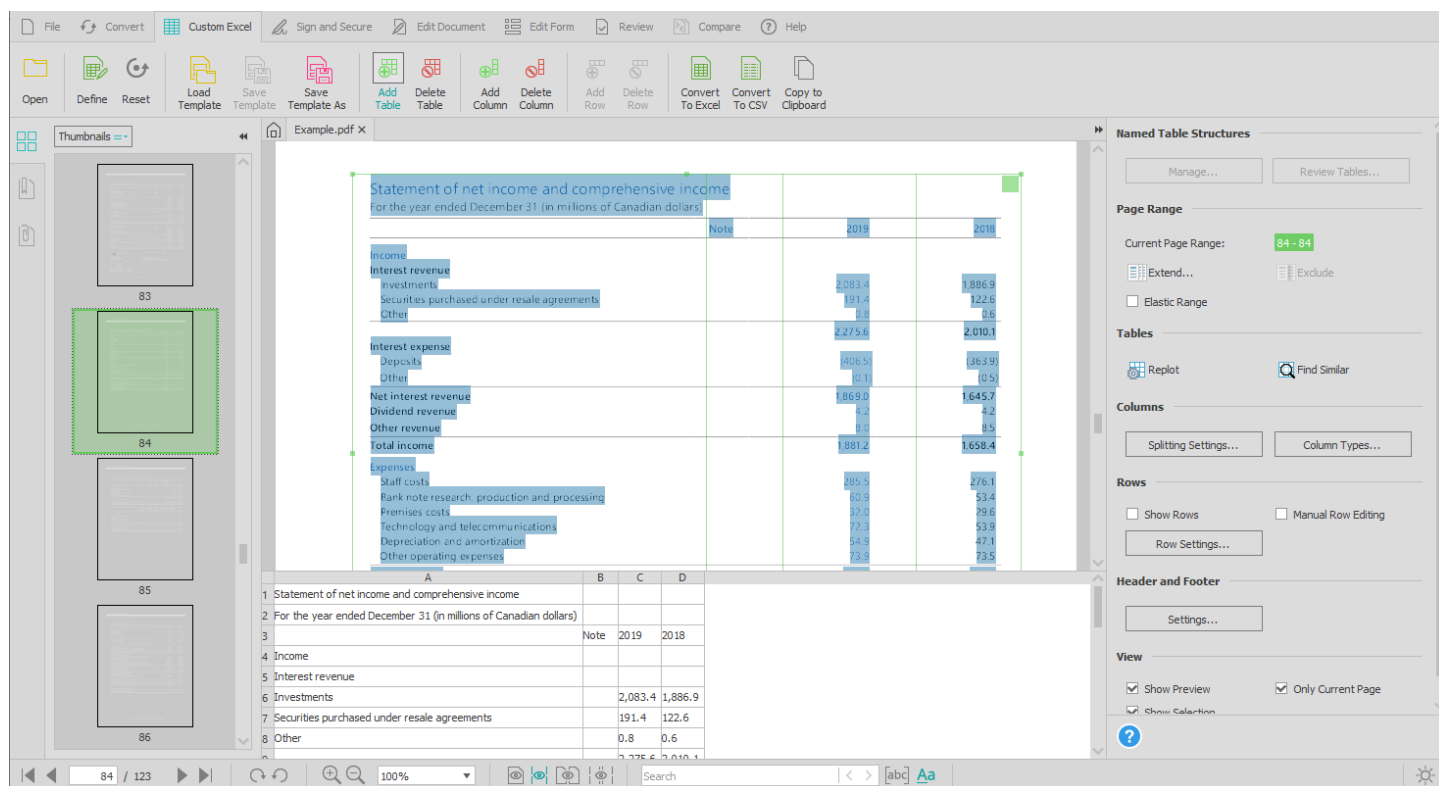 File Convert Custom Excel Sign and Secure Edit Document Edit Form Review Compare Help
Open Define Reset Load Template Save Template Save Template As Add Table Delete Table Add Column Delete Column Add Row Delete Row Convert To Excel Convert To CSV Copy to Clipboard
Thumbnails
83
84
85
86
Example.pdf
Statement of net income and comprehensive income
For the year ended December 31 (in millions of Canadian dollars)
Note 2019 2018
Income
Interest revenue
Investments 2,083.4 1,886.9
Securities purchased under resale agreements 191.4 122.6
Other 0.8 0.6
2,275.6 2,010.1
Interest expense
Deposits (406.5) (363.9)
Other (0.1) (0.5)
Net interest revenue 1,869.0 1,645.7
Dividend revenue 4.2 4.2
Other revenue 8.0 8.5
Total income 1,881.2 1,658.4
Expenses
Staff costs 285.5 276.1
Bank note research, production and processing 60.9 53.4
Premises costs 32.0 29.6
Technology and telecommunications 72.3 53.9
Depreciation and amortization 54.9 47.1
Other operating expenses 73.9 73.5
A B C D
1 Statement of net income and comprehensive income
2 For the year ended December 31 (in millions of Canadian dollars)
3 Note 2019 2018
4 Income
5 Interest revenue
6 Investments 2,083.4 1,886.9
7 Securities purchased under resale agreements 191.4 122.6
8 Other 0.8 0.6
9 2,275.6 2,010.1
Named Table Structures
Manage... Review Tables...
Page Range
Current Page Range: 84 - 84
Extend... Exclude
Elastic Range
Tables
Replot Find Similar
Columns
Splitting Settings... Column Types...
Rows
Show Rows Manual Row Editing
Row Settings...
Header and Footer
Settings...
View
Show Preview Only Current Page
Show Selection
84 / 123 100% Search abc Aa